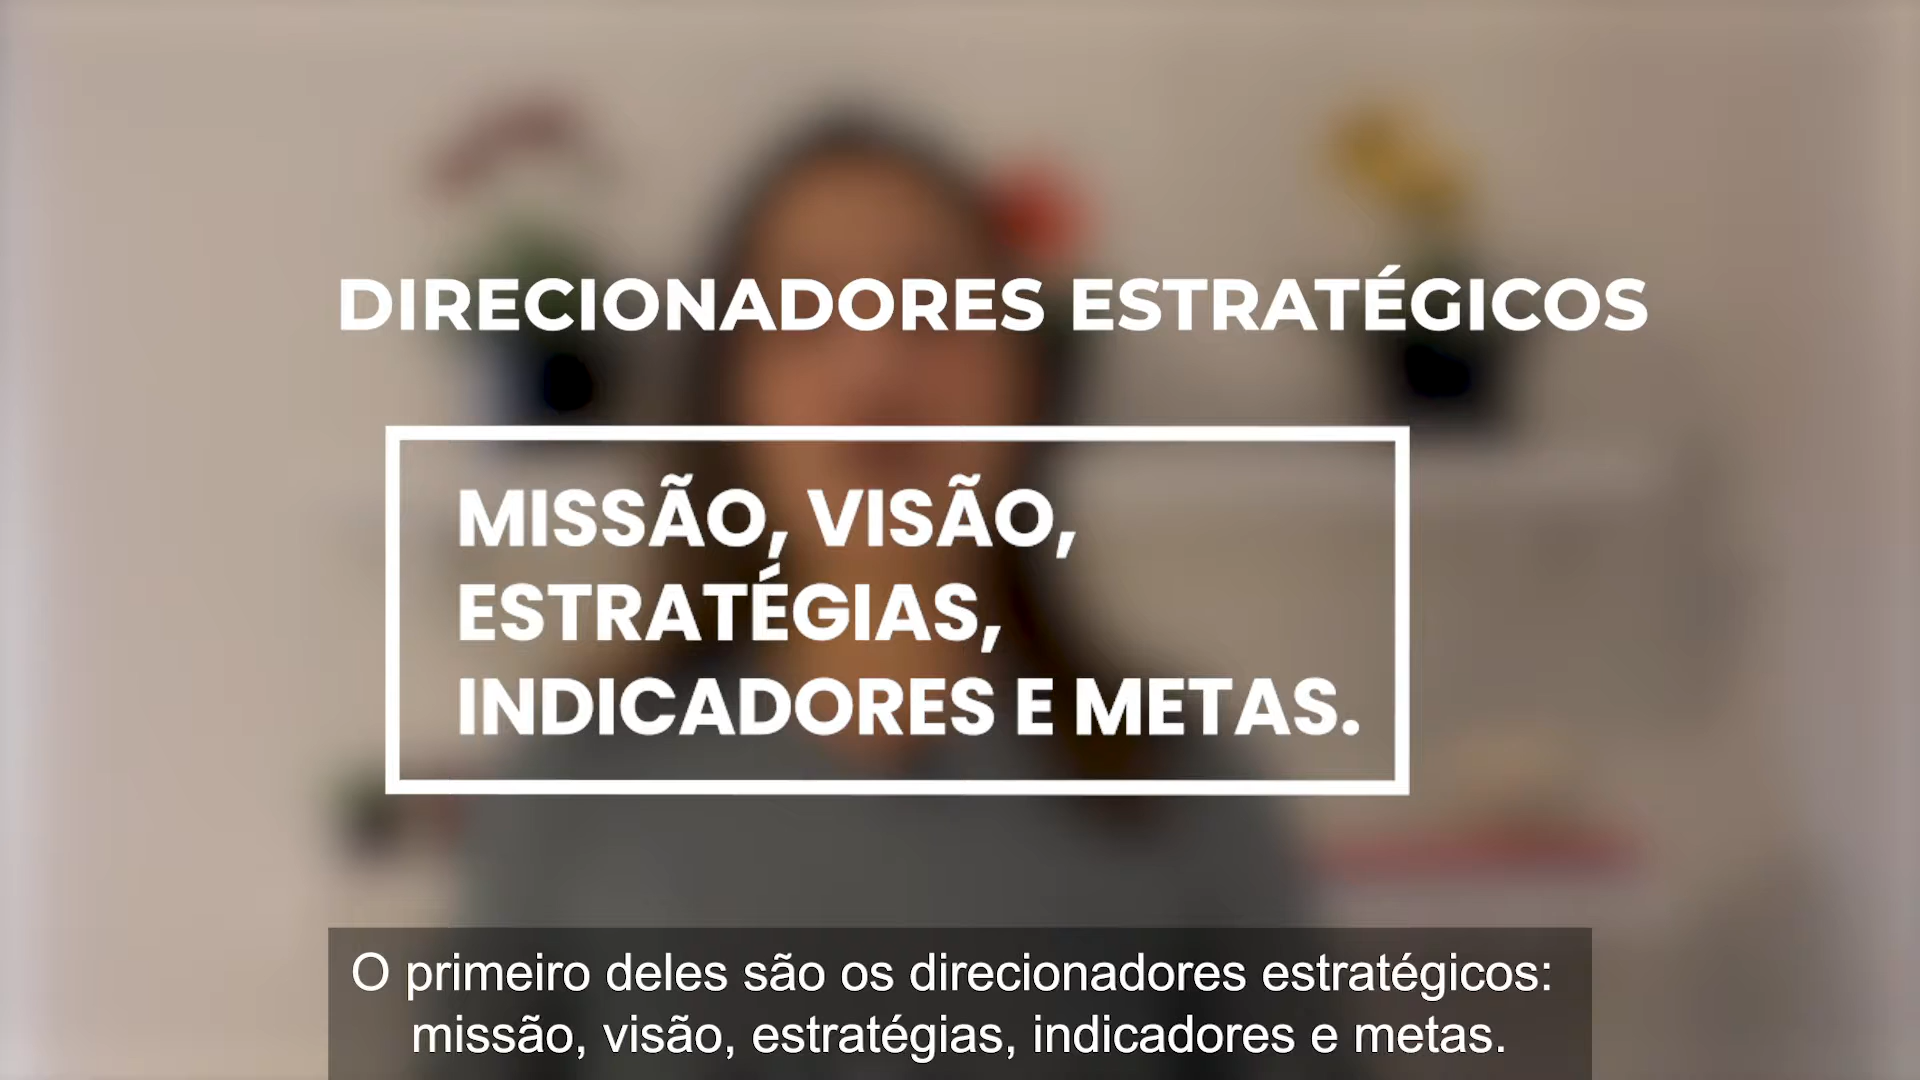 DIRECIONADORES ESTRATÉGICOS
MISSÃO, VISÃO,
ESTRATÉGIAS,
INDICADORES E METAS.
O primeiro deles são os direcionadores estratégicos:
missão, visão, estratégias, indicadores e metas.